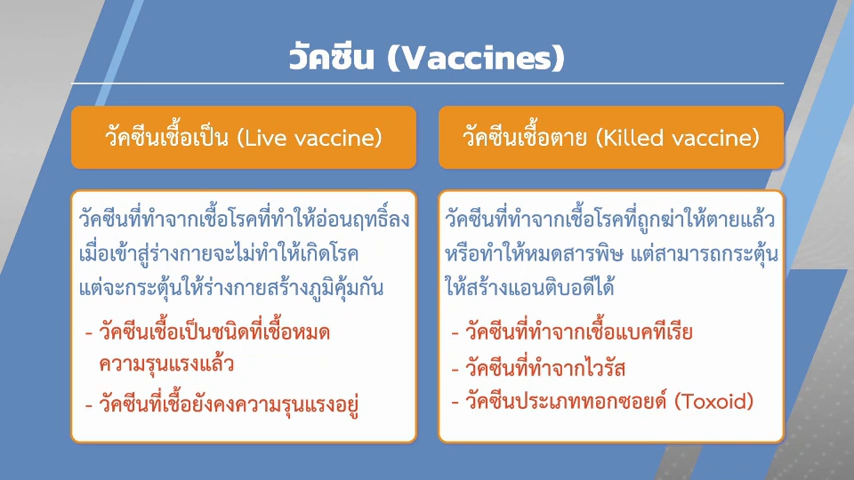 วัคซีน (Vaccines)
วัคซีนเชื้อเป็น (Live vaccine)
วัคซีนที่ทำจากเชื้อโรคที่ทำให้อ่อนฤทธิ์ลง
เมื่อเข้าสู่ร่างกายจะไม่ทำให้เกิดโรค
แต่จะกระตุ้นให้ร่างกายสร้างภูมิคุ้มกัน
- วัคซีนเชื้อเป็นชนิดที่เชื้อหมด
ความรุนแรงแล้ว
- วัคซีนที่เชื้อยังคงความรุนแรงอยู่
วัคซีนเชื้อตาย (Killed vaccine)
วัคซีนที่ทำจากเชื้อโรคที่ถูกฆ่าให้ตายแล้ว
หรือทำให้หมดสารพิษ แต่สามารถกระตุ้น
ให้สร้างแอนติบอดีได้
- วัคซีนที่ทำจากเชื้อแบคทีเรีย
- วัคซีนที่ทำจากไวรัส
- วัคซีนประเภททอกซอยด์ (Toxoid)